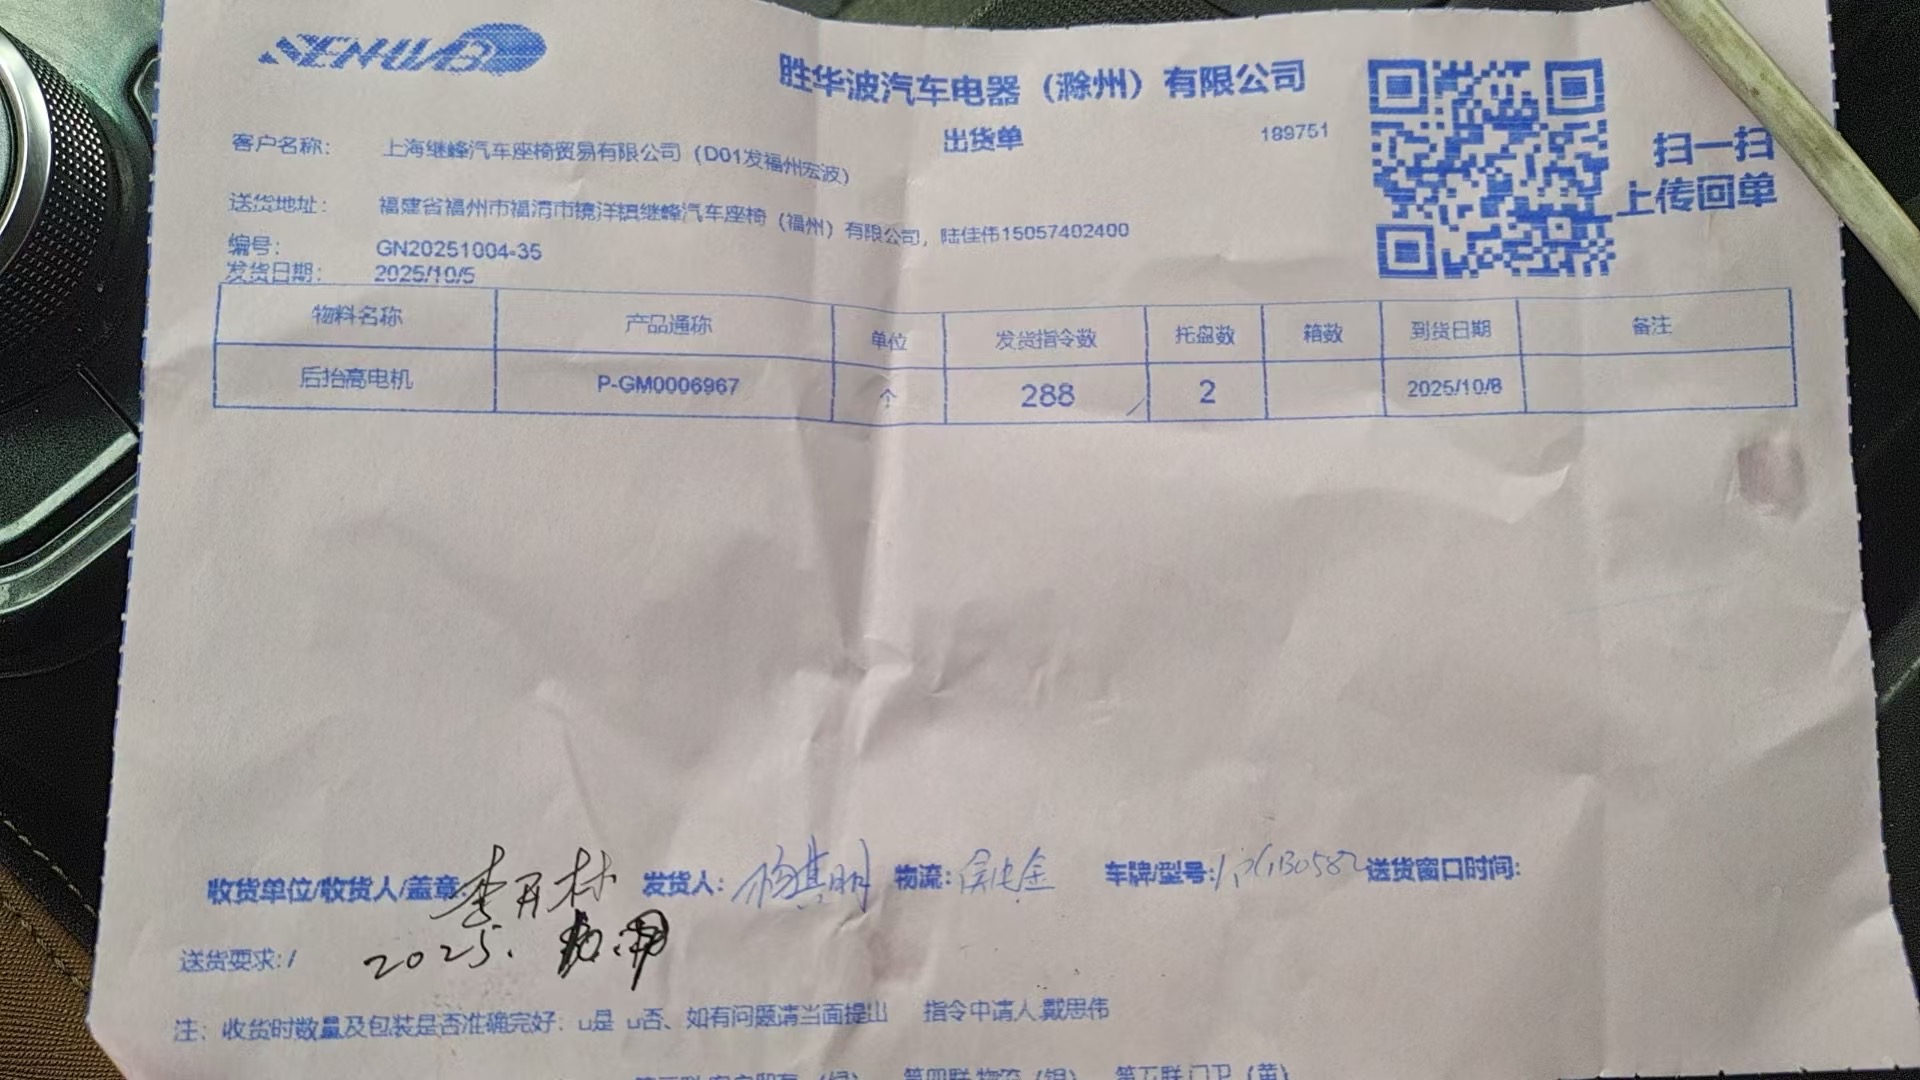 SENHWAB
胜华波汽车电器（滁州）有限公司
出货单
189751
扫一扫
上传回单
客户名称： 上海继峰汽车座椅贸易有限公司（D01发福州宏波）
送货地址： 福建省福州市福清市镜洋镇继峰汽车座椅（福州）有限公司，陆佳伟15057402400
编号： GN20251004-35
发货日期： 2025/10/5
物料名称 产品通称 单位 发货指令数 托盘数 箱数 到货日期 备注
后抬高电机 P-GM0006967 个 288 2 2025/10/8
收货单位/收货人/盖章: 发货人: 杨其明 物流: 车牌/型号: 送货窗口时间:
送货要求: / 2025.
注：收货时数量及包装是否准确完好：u是 u否、如有问题请当面提出 指令申请人:戴思伟